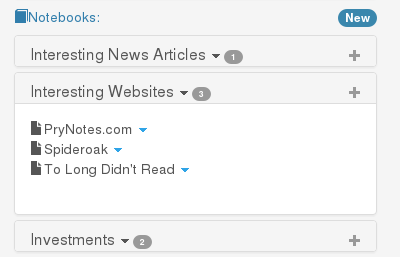 Notebooks:
New
Interesting News Articles 1
Interesting Websites 3
PryNotes.com
Spideroak
To Long Didn't Read
Investments 2